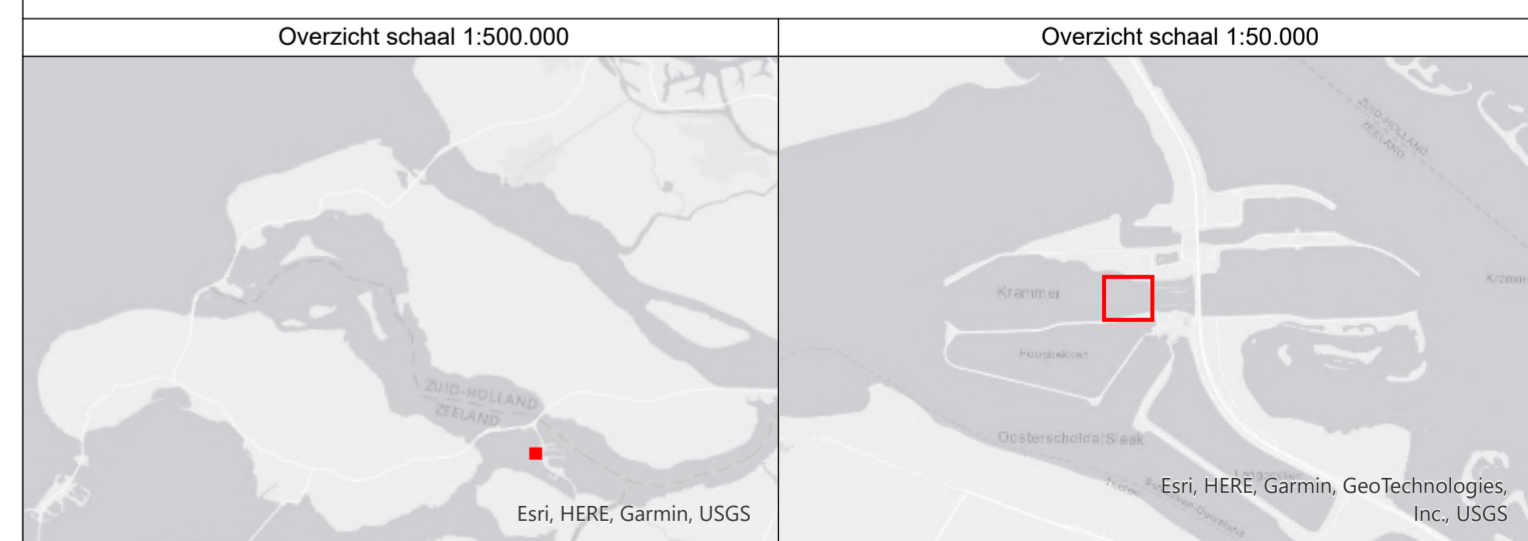 Overzicht schaal 1:500.000
Overzicht schaal 1:50.000
ZUID-HOLLAND
ZEELAND
Esri, HERE, Garmin, USGS
ZUID-HOLLAND
ZEELAND
Krammer
Oosterschelde/Slaak
Esri, HERE, Garmin, GeoTechnologies,
Inc., USGS